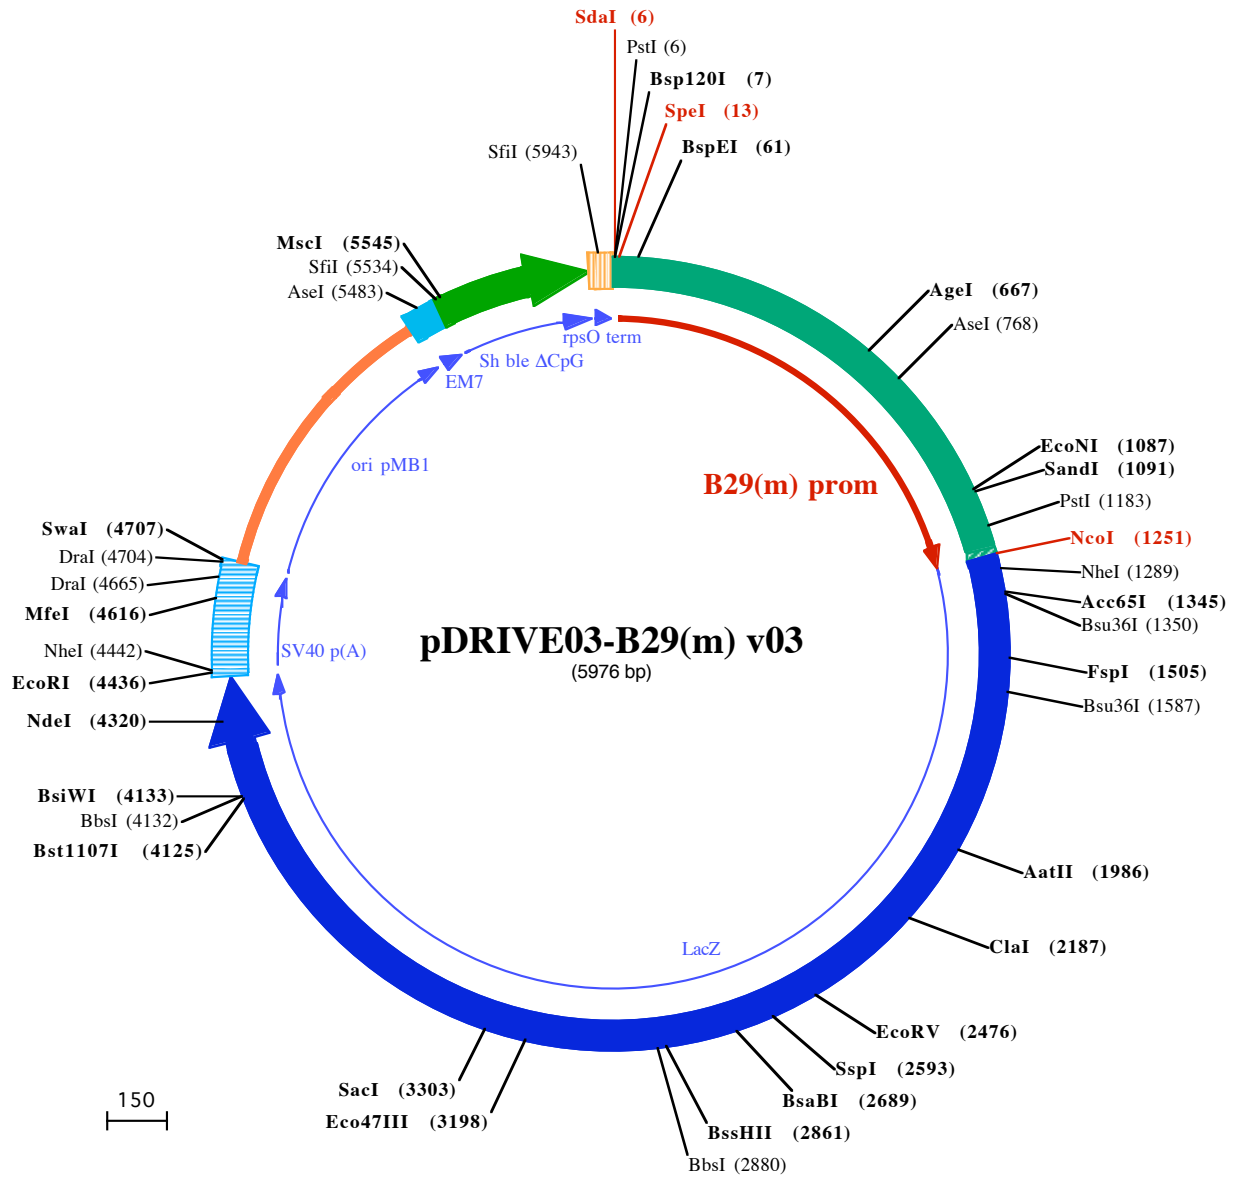 SdaI (6)
PstI (6)
Bsp120I (7)
SpeI (13)
BspEI (61)
SfiI (5943)
MscI (5545)
SfiI (5534)
AseI (5483)
AgeI (667)
AseI (768)
rpsO term
Sh ble ΔCpG
EM7
ori pMB1
B29(m) prom
EcoNI (1087)
SandI (1091)
PstI (1183)
NcoI (1251)
NheI (1289)
Acc65I (1345)
Bsu36I (1350)
FspI (1505)
Bsu36I (1587)
SwaI (4707)
DraI (4704)
DraI (4665)
MfeI (4616)
NheI (4442)
EcoRI (4436)
NdeI (4320)
SV40 p(A)
pDRIVE03-B29(m) v03
(5976 bp)
BsiWI (4133)
BbsI (4132)
Bst1107I (4125)
AatII (1986)
ClaI (2187)
LacZ
EcoRV (2476)
SspI (2593)
BsaBI (2689)
BssHII (2861)
BbsI (2880)
SacI (3303)
Eco47III (3198)
150